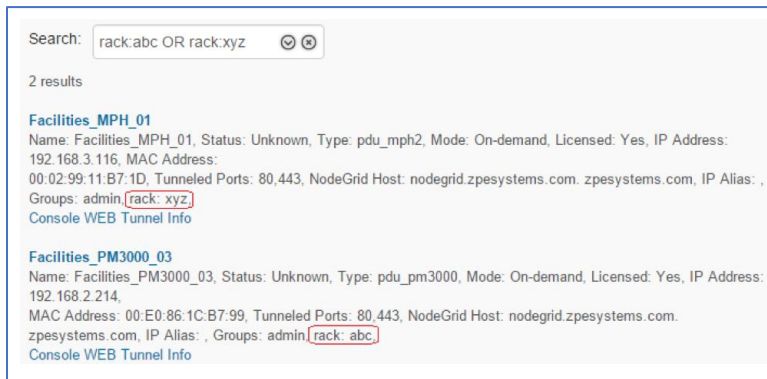 Search: rack:abc OR rack:xyz
2 results
Facilities_MPH_01
Name: Facilities_MPH_01, Status: Unknown, Type: pdu_mph2, Mode: On-demand, Licensed: Yes, IP Address:
192.168.3.116, MAC Address:
00:02:99:11:B7:1D, Tunneled Ports: 80,443, NodeGrid Host: nodegrid.zpesystems.com. zpesystems.com, IP Alias: ,
Groups: admin, rack: xyz,
Console WEB Tunnel Info
Facilities_PM3000_03
Name: Facilities_PM3000_03, Status: Unknown, Type: pdu_pm3000, Mode: On-demand, Licensed: Yes, IP Address:
192.168.2.214,
MAC Address: 00:E0:86:1C:B7:99, Tunneled Ports: 80,443, NodeGrid Host: nodegrid.zpesystems.com.
zpesystems.com, IP Alias: , Groups: admin, rack: abc,
Console WEB Tunnel Info